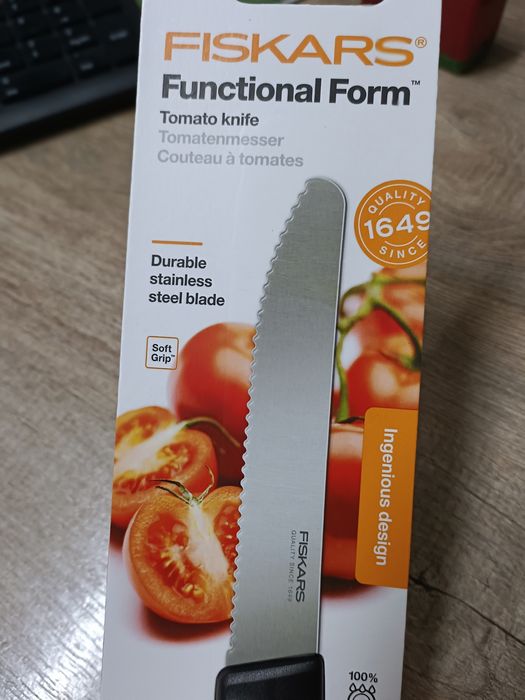 FISKARS®
Functional Form™
Tomato knife
Tomatenmesser
Couteau à tomates
QUALITY
1649
SINCE
Durable
stainless
steel blade
Soft
Grip™
Ingenious design
FISKARS
QUALITY SINCE 1649
100%